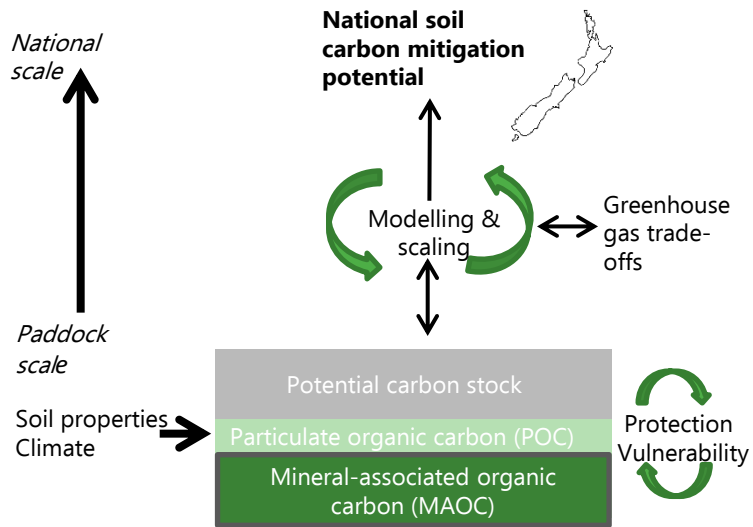 National
scale
National soil
carbon mitigation
potential
Modelling &
scaling
Greenhouse
gas trade-
offs
Paddock
scale
Potential carbon stock
Soil properties
Climate
Particulate organic carbon (POC)
Mineral-associated organic
carbon (MAOC)
Protection
Vulnerability